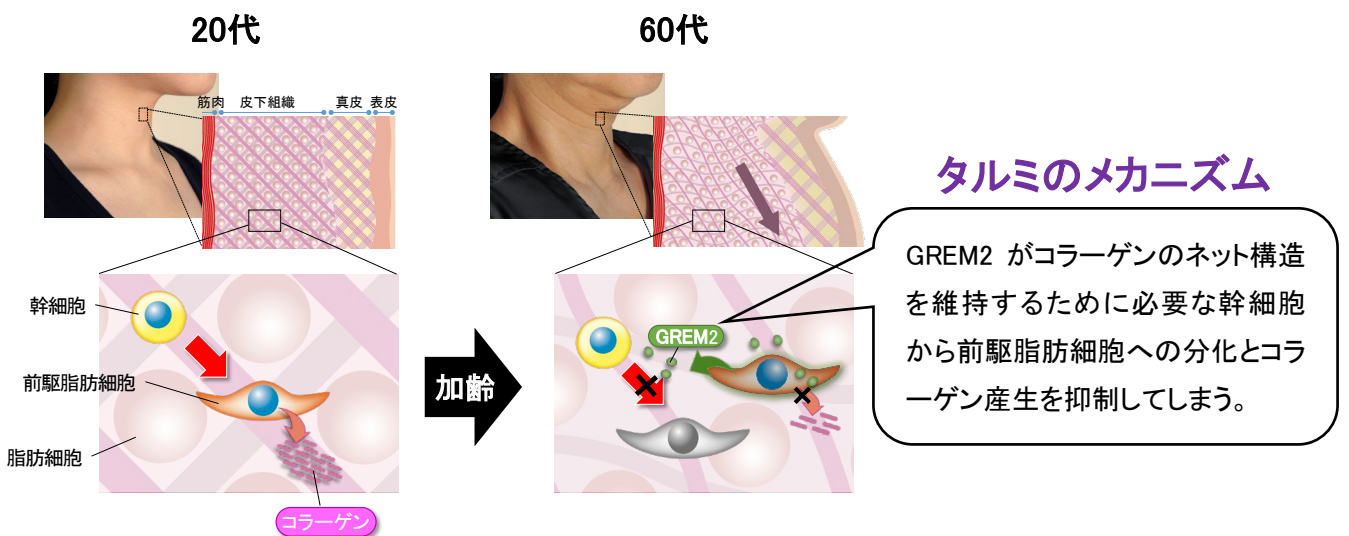 20代
60代
筋肉 皮下組織 真皮 表皮
タルミのメカニズム
GREM2 がコラーゲンのネット構造
を維持するために必要な幹細胞
から前駆脂肪細胞への分化とコラ
ーゲン産生を抑制してしまう。
幹細胞
前駆脂肪細胞
脂肪細胞
コラーゲン
加齢
GREM2